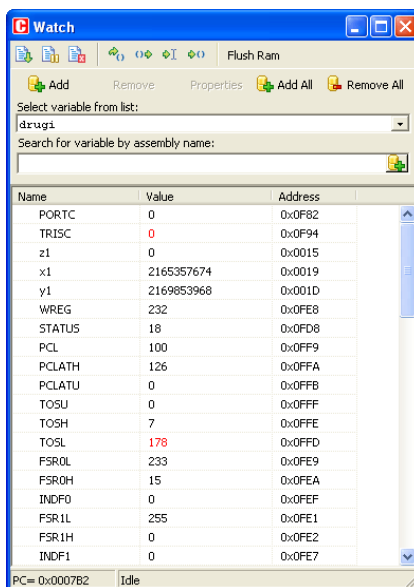 C Watch
Flush Ram
Add Remove Properties Add All Remove All
Select variable from list:
drugi
Search for variable by assembly name:
Name Value Address
PORTC 0 0x0F82
TRISC 0 0x0F94
z1 0 0x0015
x1 2165357674 0x0019
y1 2169853968 0x001D
WREG 232 0x0FE8
STATUS 18 0x0FD8
PCL 100 0x0FF9
PCLATH 126 0x0FFA
PCLATU 0 0x0FFB
TOSU 0 0x0FFF
TOSH 7 0x0FFE
TOSL 178 0x0FFD
FSR0L 233 0x0FE9
FSR0H 15 0x0FEA
INDF0 0 0x0FEF
FSR1L 255 0x0FE1
FSR1H 0 0x0FE2
INDF1 0 0x0FE7
PC= 0x0007B2 Idle